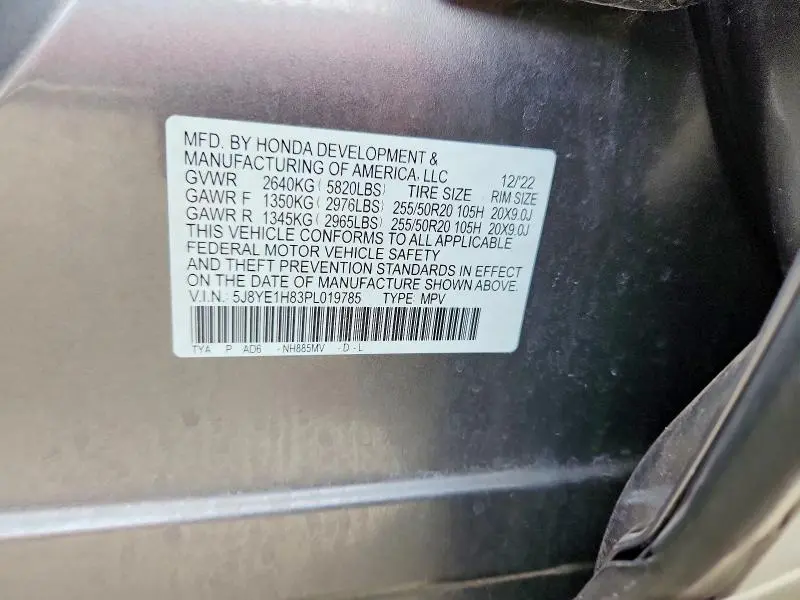 MFD. BY HONDA DEVELOPMENT &
MANUFACTURING OF AMERICA, LLC 12/'22
GVWR 2640KG ( 5820LBS) TIRE SIZE RIM SIZE
GAWR F 1350KG ( 2976LBS) 255/50R20 105H 20X9.0J
GAWR R 1345KG ( 2965LBS) 255/50R20 105H 20X9.0J
THIS VEHICLE CONFORMS TO ALL APPLICABLE
FEDERAL MOTOR VEHICLE SAFETY
AND THEFT PREVENTION STANDARDS IN EFFECT
ON THE DATE OF MANUFACTURE SHOWN ABOVE.
V.I.N. 5J8YE1H83PL019785 TYPE MPV
TYA P AD6 -NH885MV -D-L